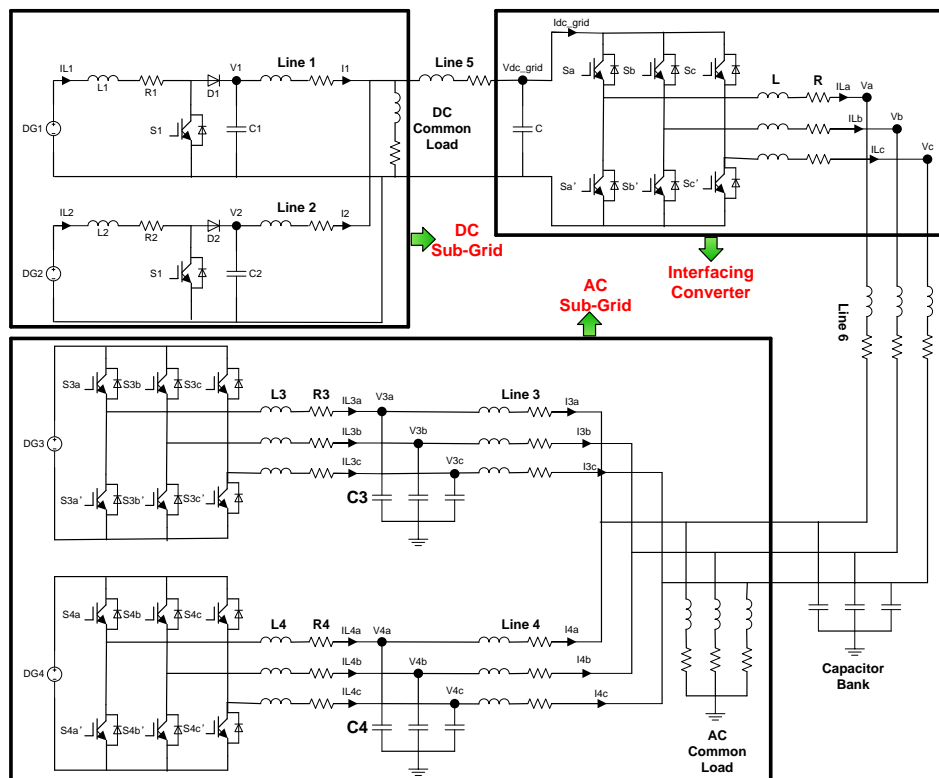 IL1
L1
R1
D1
V1
Line 1
I1
DG1
S1
C1
DC
Common
Load
Line 5
IL2
L2
R2
D2
V2
Line 2
I2
DG2
S1
C2
DC
Sub-Grid
Vdc_grid
Idc_grid
C
Sa
Sb
Sc
Sa'
Sb'
Sc'
L
R
ILa
Va
ILb
Vb
ILc
Vc
Interfacing
Converter
AC
Sub-Grid
Line 6
DG3
S3a
S3b
S3c
S3a'
S3b'
S3c'
L3
R3
IL3a
V3a
Line 3
I3a
IL3b
V3b
I3b
IL3c
V3c
I3c
C3
DG4
S4a
S4b
S4c
S4a'
S4b'
S4c'
L4
R4
IL4a
V4a
Line 4
I4a
IL4b
V4b
I4b
IL4c
V4c
I4c
C4
AC
Common
Load
Capacitor
Bank